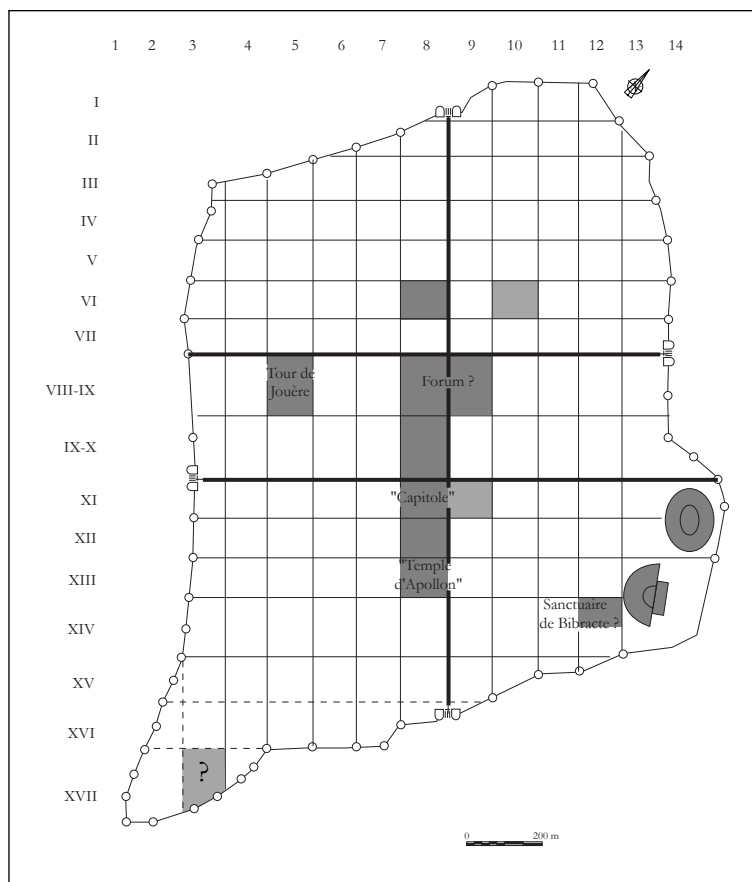 1 2 3 4 5 6 7 8 9 10 11 12 13 14
I
II
III
IV
V
VI
VII
Tour de
Jouère
Forum ?
VIII-IX
IX-X
XI
"Capitole"
XII
"Temple
d'Apollon"
XIII
Sanctuaire
de Bibracte ?
XIV
XV
XVI
?
XVII
0 200 m